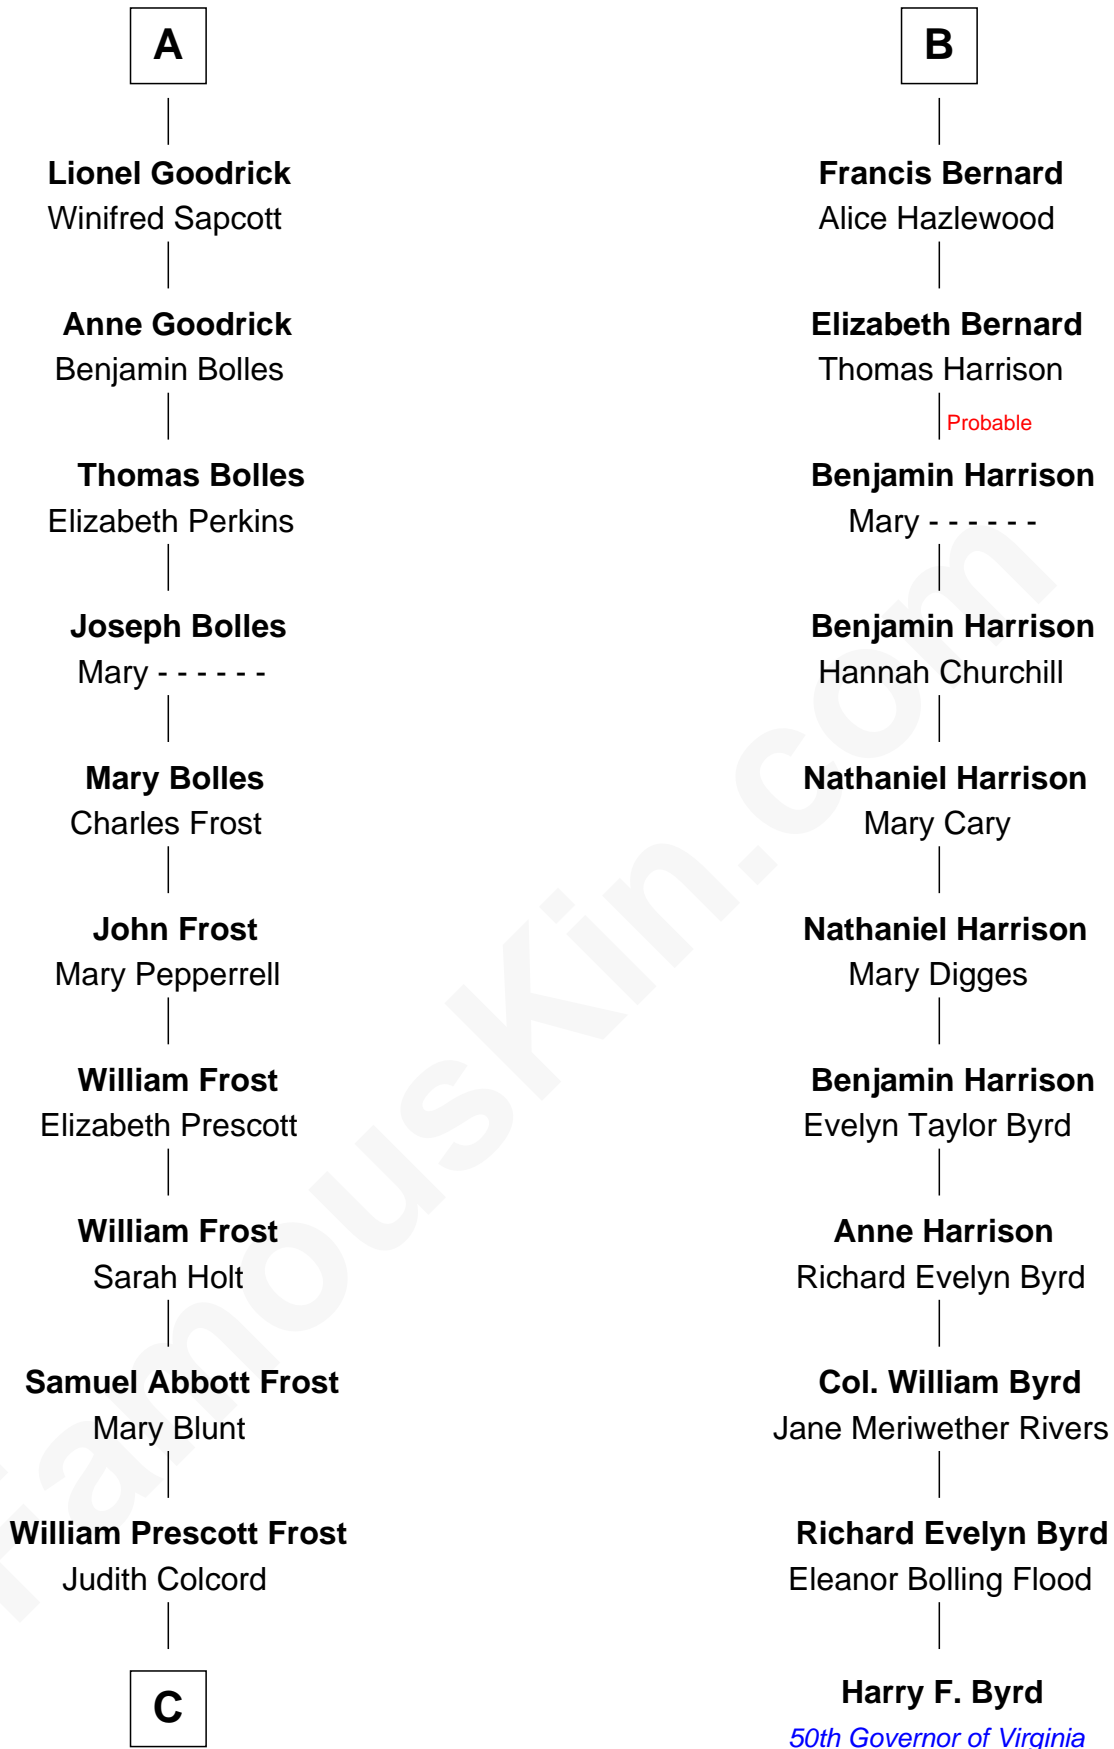 A
Lionel Goodrick
Winifred Sapcott
Anne Goodrick
Benjamin Bolles
Thomas Bolles
Elizabeth Perkins
Joseph Bolles
Mary - - - - - -
Mary Bolles
Charles Frost
John Frost
Mary Pepperrell
William Frost
Elizabeth Prescott
William Frost
Sarah Holt
Samuel Abbott Frost
Mary Blunt
William Prescott Frost
Judith Colcord
C
B
Francis Bernard
Alice Hazlewood
Elizabeth Bernard
Thomas Harrison
Probable
Benjamin Harrison
Mary - - - - - -
Benjamin Harrison
Hannah Churchill
Nathaniel Harrison
Mary Cary
Nathaniel Harrison
Mary Digges
Benjamin Harrison
Evelyn Taylor Byrd
Anne Harrison
Richard Evelyn Byrd
Col. William Byrd
Jane Meriwether Rivers
Richard Evelyn Byrd
Eleanor Bolling Flood
Harry F. Byrd
50th Governor of Virginia
FamousKin.com